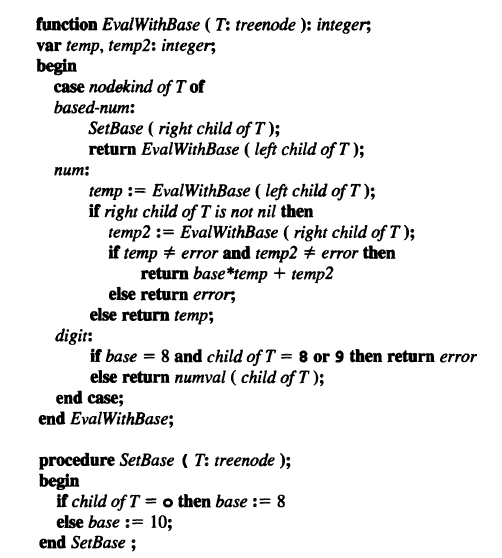 function EvalWithBase ( T: treenode ): integer;
var temp, temp2: integer;
begin
case nodekind of T of
based-num:
SetBase ( right child of T );
return EvalWithBase ( left child of T );
num:
temp := EvalWithBase ( left child of T );
if right child of T is not nil then
temp2 := EvalWithBase ( right child of T );
if temp ≠ error and temp2 ≠ error then
return base*temp + temp2
else return error;
else return temp;
digit:
if base = 8 and child of T = 8 or 9 then return error
else return numval ( child of T );
end case;
end EvalWithBase;
procedure SetBase ( T: treenode );
begin
if child of T = o then base := 8
else base := 10;
end SetBase ;